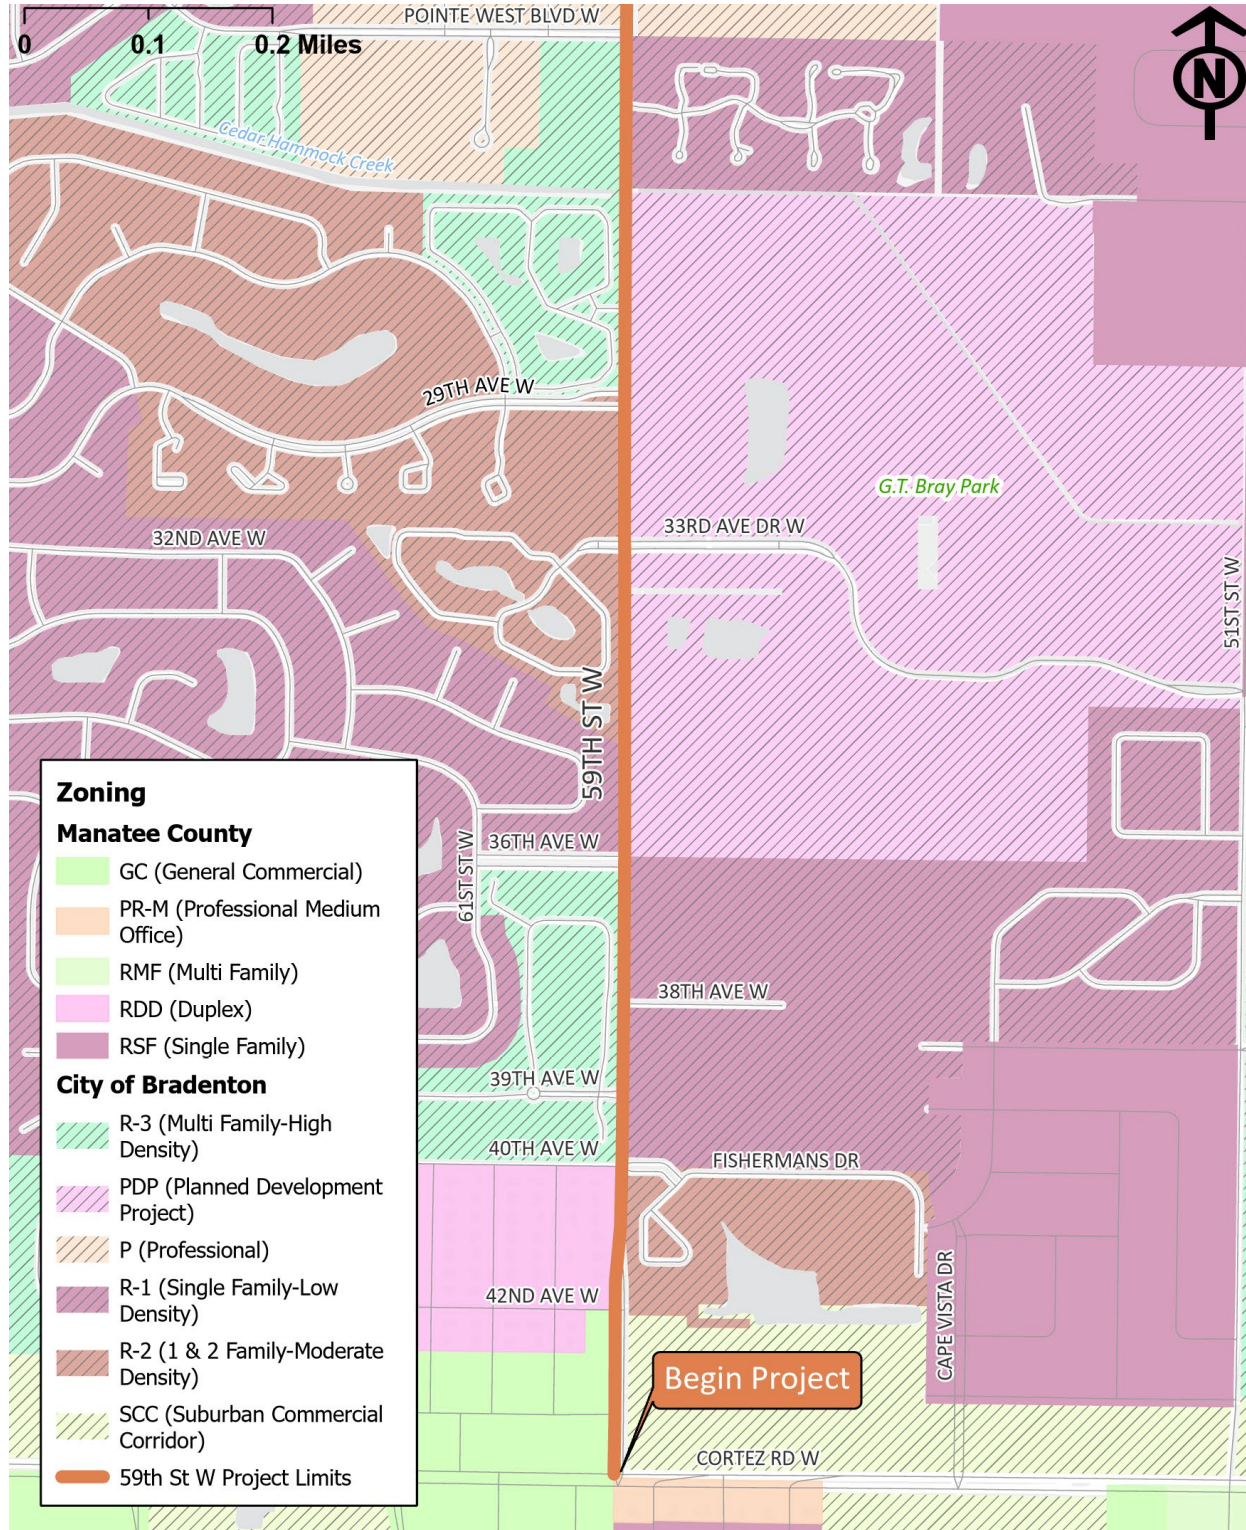 POINTE WEST BLVD W
0 0.1 0.2 Miles
N
Cedar Hammock Creek
29TH AVE W
G.T. Bray Park
32ND AVE W
33RD AVE DR W
51ST ST W
59TH ST W
36TH AVE W
61ST ST W
38TH AVE W
39TH AVE W
40TH AVE W
FISHERMANS DR
42ND AVE W
CAPE VISTA DR
Begin Project
CORTEZ RD W
Zoning
Manatee County
GC (General Commercial)
PR-M (Professional Medium
Office)
RMF (Multi Family)
RDD (Duplex)
RSF (Single Family)
City of Bradenton
R-3 (Multi Family-High
Density)
PDP (Planned Development
Project)
P (Professional)
R-1 (Single Family-Low
Density)
R-2 (1 & 2 Family-Moderate
Density)
SCC (Suburban Commercial
Corridor)
59th St W Project Limits